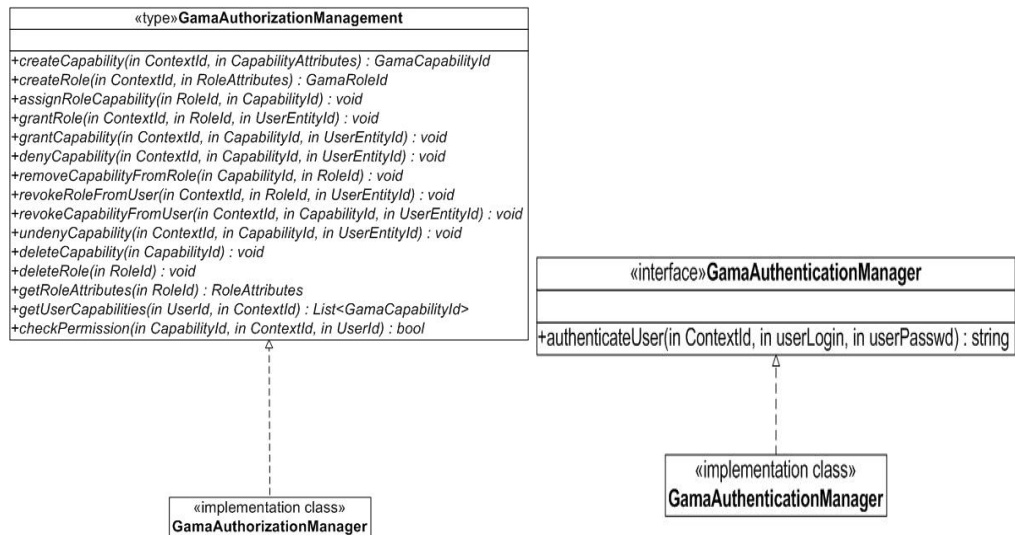 «type»GamaAuthorizationManagement
+createCapability(in ContextId, in CapabilityAttributes) : GamaCapabilityId
+createRole(in ContextId, in RoleAttributes) : GamaRoleId
+assignRoleCapability(in RoleId, in CapabilityId) : void
+grantRole(in ContextId, in RoleId, in UserEntityId) : void
+grantCapability(in ContextId, in CapabilityId, in UserEntityId) : void
+denyCapability(in ContextId, in CapabilityId, in UserEntityId) : void
+removeCapabilityFromRole(in CapabilityId, in RoleId) : void
+revokeRoleFromUser(in ContextId, in RoleId, in UserEntityId) : void
+revokeCapabilityFromUser(in ContextId, in CapabilityId, in UserEntityId) : void
+undenyCapability(in ContextId, in CapabilityId, in UserEntityId) : void
+deleteCapability(in CapabilityId) : void
+deleteRole(in RoleId) : void
+getRoleAttributes(in RoleId) : RoleAttributes
+getUserCapabilities(in UserId, in ContextId) : List<GamaCapabilityId>
+checkPermission(in CapabilityId, in ContextId, in UserId) : bool
«implementation class»
GamaAuthorizationManager
«interface»GamaAuthenticationManager
+authenticateUser(in ContextId, in userLogin, in userPasswd) : string
«implementation class»
GamaAuthenticationManager